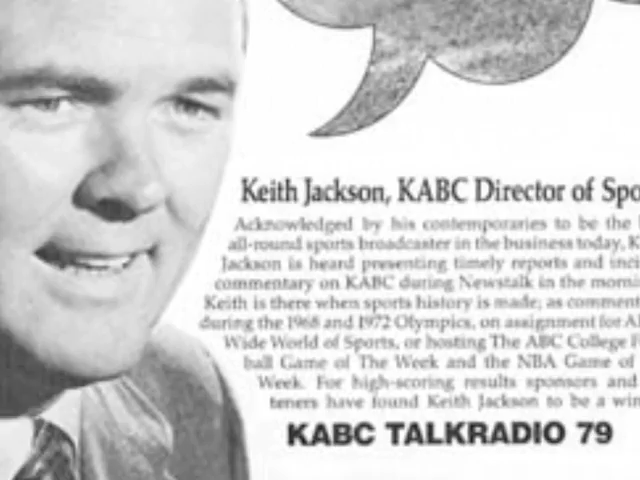 Keith Jackson, KABC Director of Spo
Acknowledged by his contemporaries to be the
all-round sports broadcaster in the business today, K
Jackson is heard presenting timely reports and inci
commentary on KABC during Newstalk in the morni
Keith is there when sports history is made; as comment
during the 1968 and 1972 Olympics, on assignment for AB
Wide World of Sports, or hosting The ABC College F
ball Game of The Week and the NBA Game of
Week. For high-scoring results sponsors and
teners have found Keith Jackson to be a win
KABC TALKRADIO 79